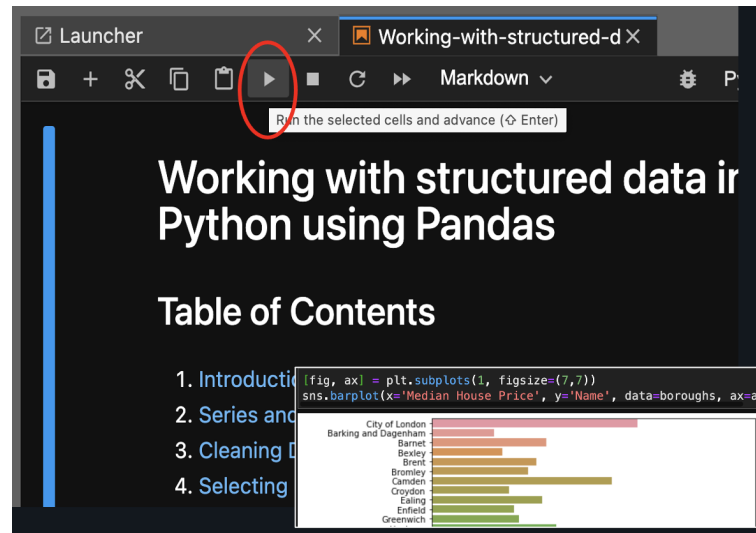 Launcher
Working-with-structured-d
Markdown
Run the selected cells and advance (⇧ Enter)
Working with structured data in
Python using Pandas
Table of Contents
1. Introductio
2. Series and
3. Cleaning D
4. Selecting
[fig, ax] = plt.subplots(1, figsize=(7,7))
sns.barplot(x='Median House Price', y='Name', data=boroughs, ax=a
City of London
Barking and Dagenham
Barnet
Bexley
Brent
Bromley
Camden
Croydon
Ealing
Enfield
Greenwich